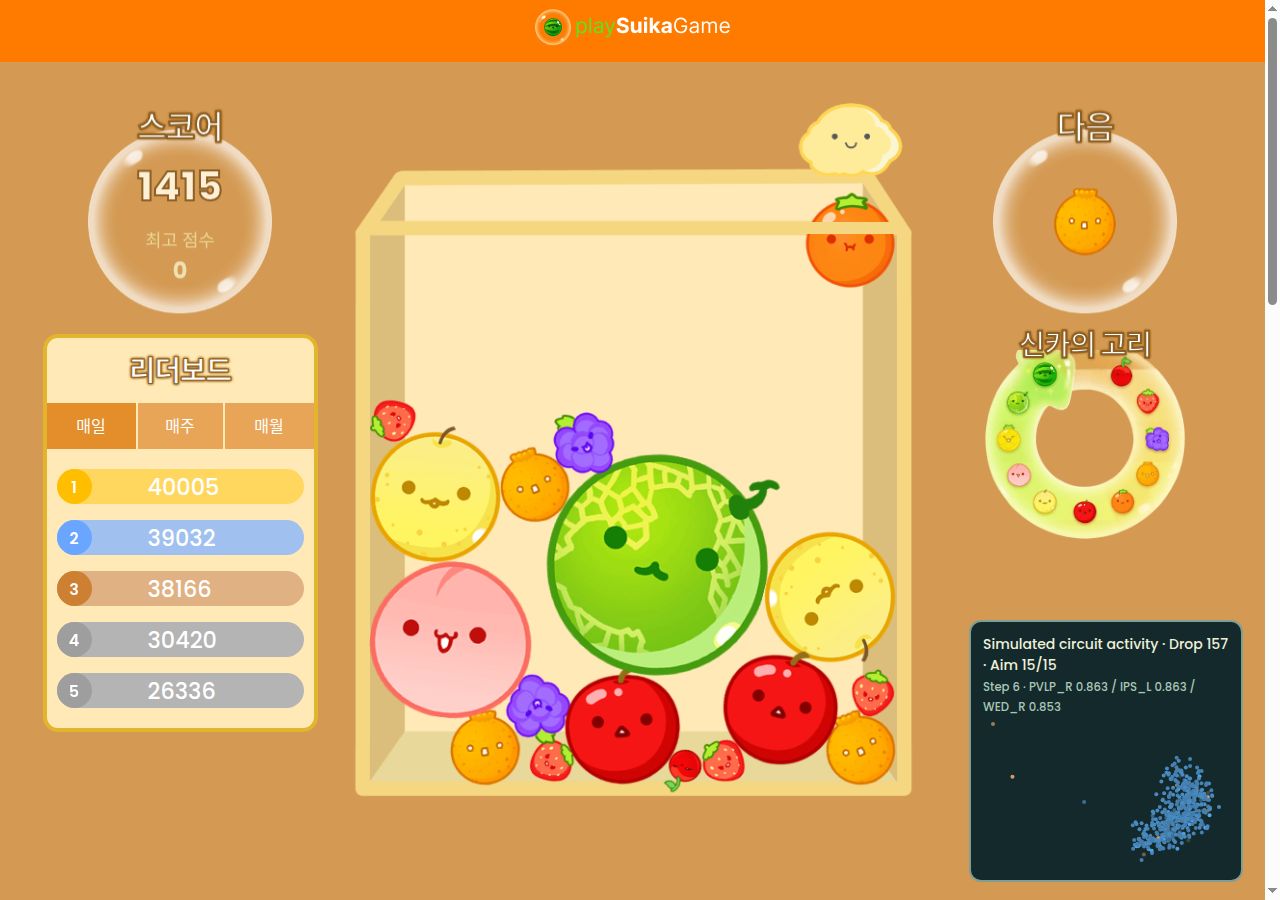 playSuikaGame
스코어
1415
최고 점수
0
다음
리더보드
매일 매주 매월
1 40005
2 39032
3 38166
4 30420
5 26336
신카의 고리
Simulated circuit activity · Drop 157
· Aim 15/15
Step 6 · PVLP_R 0.863 / IPS_L 0.863 /
WED_R 0.853